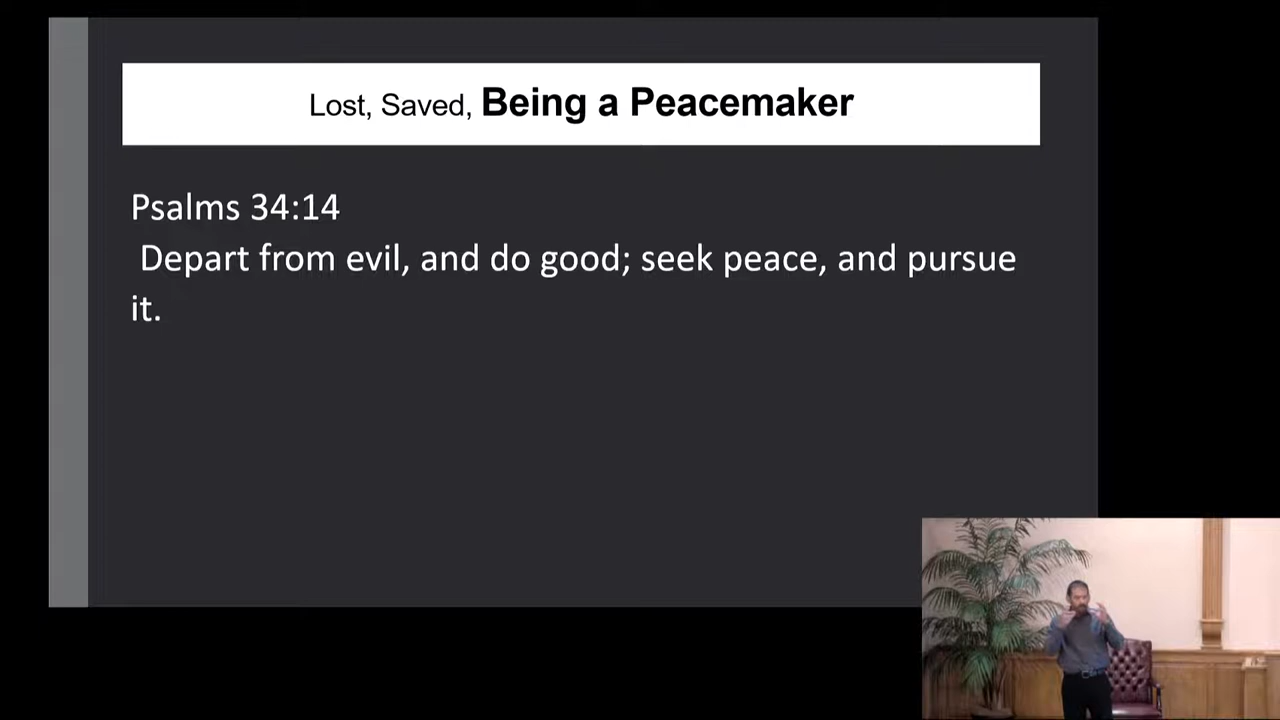 Lost, Saved, Being a Peacemaker
Psalms 34:14
Depart from evil, and do good; seek peace, and pursue
it.